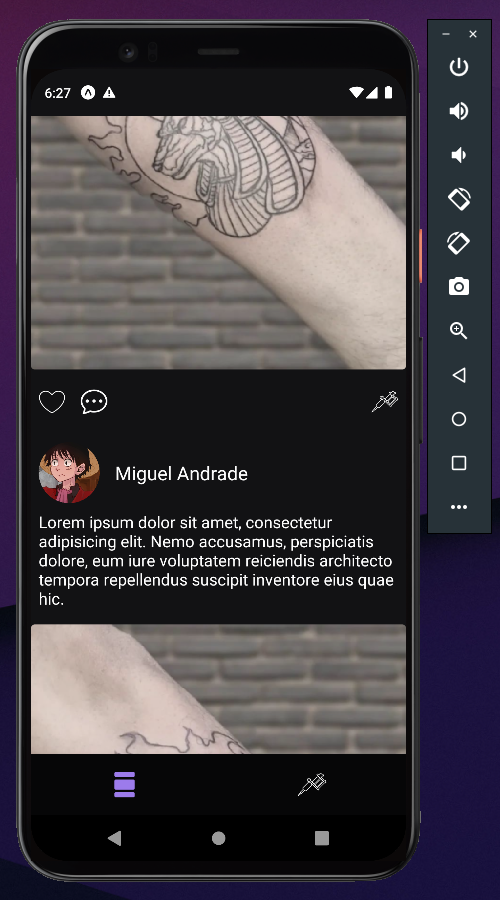 6:27
Miguel Andrade
Lorem ipsum dolor sit amet, consectetur
adipisicing elit. Nemo accusamus, perspiciatis
dolore, eum iure voluptatem reiciendis architecto
tempora repellendus suscipit inventore eius quae
hic.